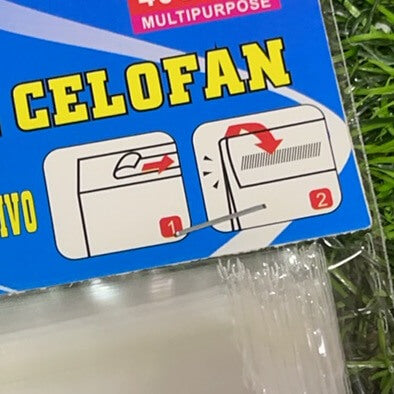 MULTIPURPOSE
CELOFAN
IVO
1
2